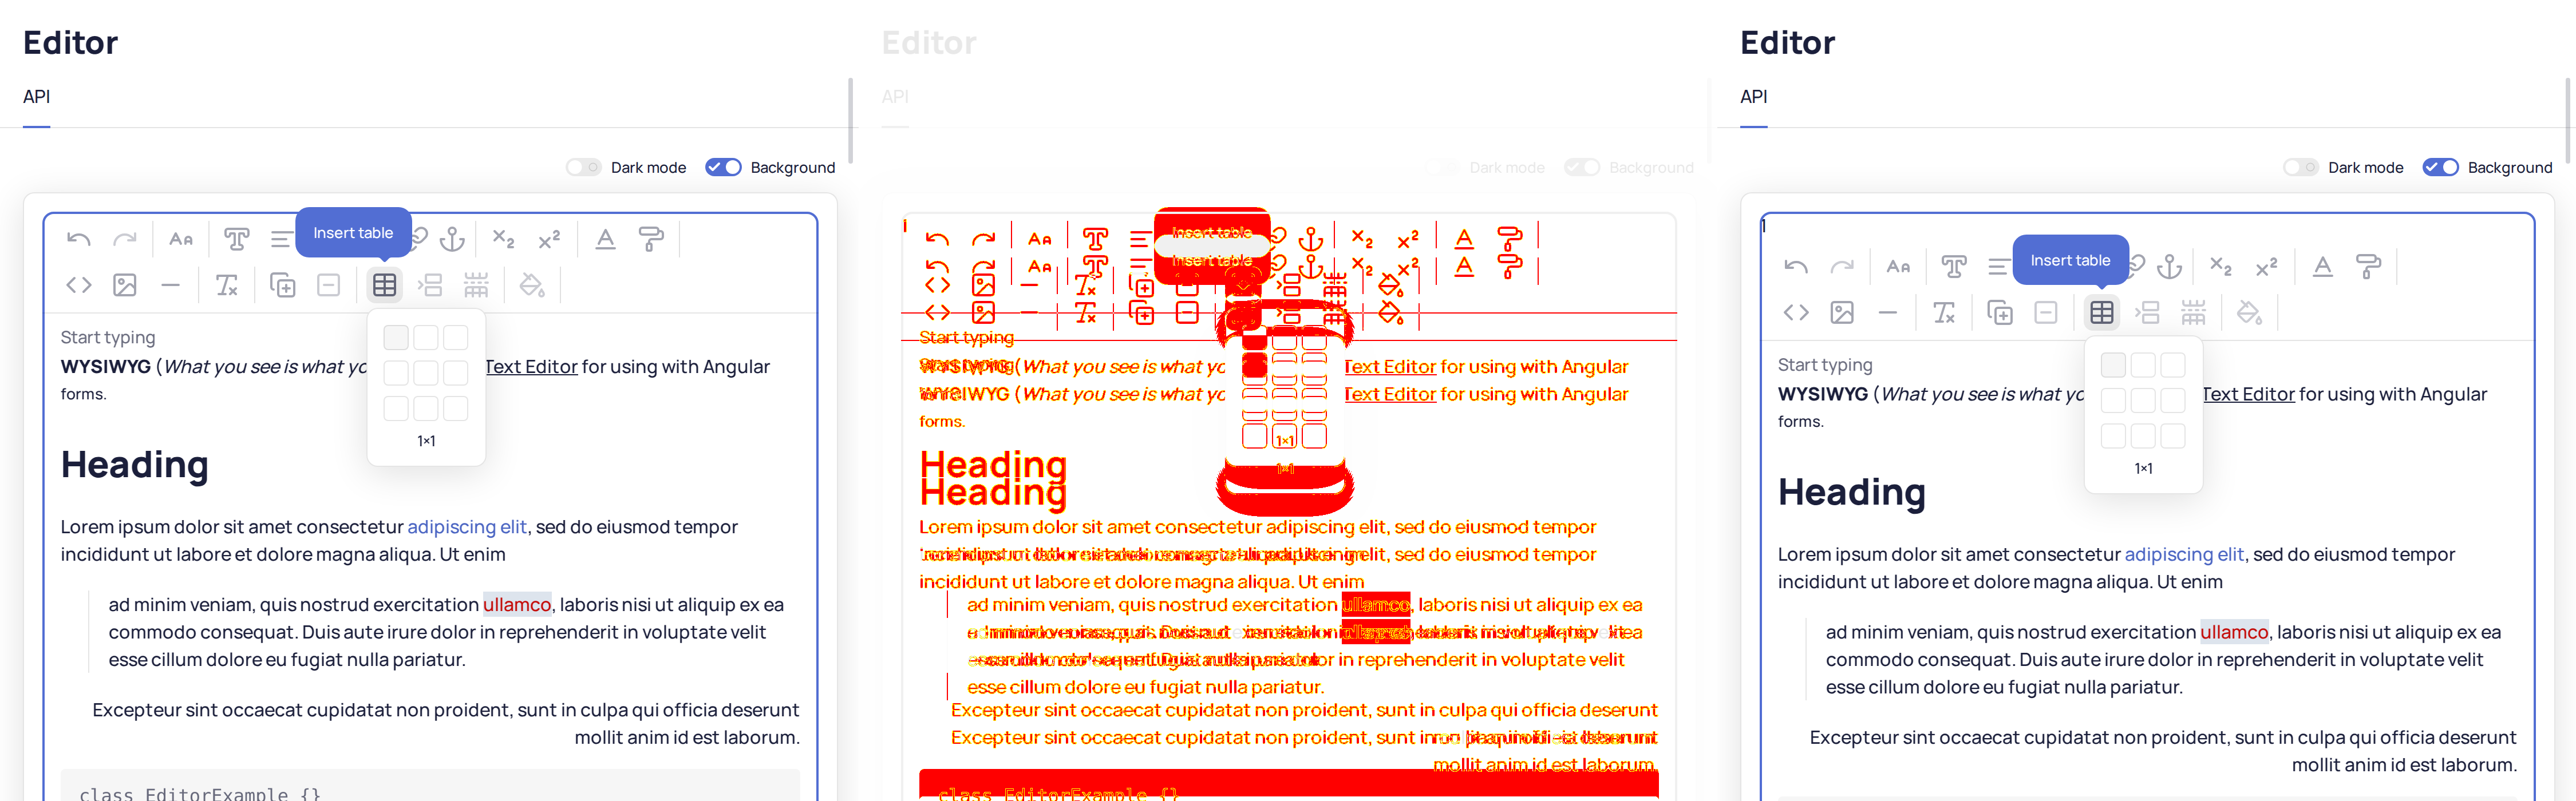 Editor
API
Dark mode Background
Insert table
Start typing
WYSIWYG (What you see is what yo Text Editor for using with Angular
forms.
1×1
Heading
Lorem ipsum dolor sit amet consectetur adipiscing elit, sed do eiusmod tempor
incididunt ut labore et dolore magna aliqua. Ut enim
ad minim veniam, quis nostrud exercitation ullamco, laboris nisi ut aliquip ex ea
commodo consequat. Duis aute irure dolor in reprehenderit in voluptate velit
esse cillum dolore eu fugiat nulla pariatur.
Excepteur sint occaecat cupidatat non proident, sunt in culpa qui officia deserunt
mollit anim id est laborum.
class EditorExample {}
Editor
API
Dark mode Background
Insert table
Insert table
Start typing
WYSIWYG (What you see is what yo Text Editor for using with Angular
WYSIWYG (What you see is what yo Text Editor for using with Angular
forms.
1×1
1×1
Heading
Heading
Lorem ipsum dolor sit amet consectetur adipiscing elit, sed do eiusmod tempor
incididunt ut labore et dolore magna aliqua. Ut enim
ad minim veniam, quis nostrud exercitation ullamco, laboris nisi ut aliquip ex ea
esse cillum dolore eu fugiat nulla pariatur.
Excepteur sint occaecat cupidatat non proident, sunt in culpa qui officia deserunt
Excepteur sint occaecat cupidatat non proident, sunt in
mollit anim id est laborum.
class EditorExample {}
Editor
API
Dark mode Background
Insert table
Start typing
WYSIWYG (What you see is what yo Text Editor for using with Angular
forms.
1×1
Heading
Lorem ipsum dolor sit amet consectetur adipiscing elit, sed do eiusmod tempor
incididunt ut labore et dolore magna aliqua. Ut enim
ad minim veniam, quis nostrud exercitation ullamco, laboris nisi ut aliquip ex ea
commodo consequat. Duis aute irure dolor in reprehenderit in voluptate velit
esse cillum dolore eu fugiat nulla pariatur.
Excepteur sint occaecat cupidatat non proident, sunt in culpa qui officia deserunt
mollit anim id est laborum.